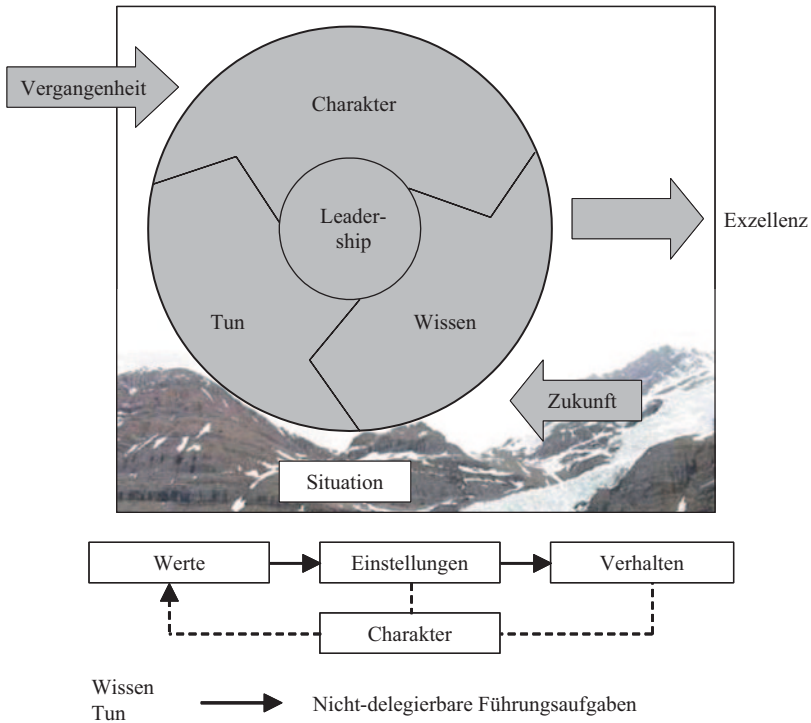 Vergangenheit
Charakter
Leader-
ship
Exzellenz
Tun
Wissen
Zukunft
Situation
Werte
Einstellungen
Verhalten
Charakter
Wissen
Tun
Nicht-delegierbare Führungsaufgaben